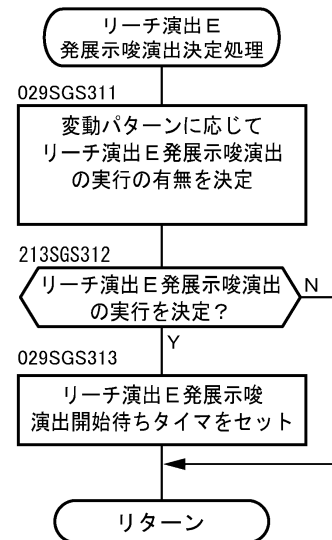 リーチ演出E
発展示唆演出決定処理
029SGS311
変動パターンに応じて
リーチ演出E発展示唆演出
の実行の有無を決定
213SGS312
リーチ演出E発展示唆演出
の実行を決定？
N
Y
029SGS313
リーチ演出E発展示唆
演出開始待ちタイマをセット
リターン